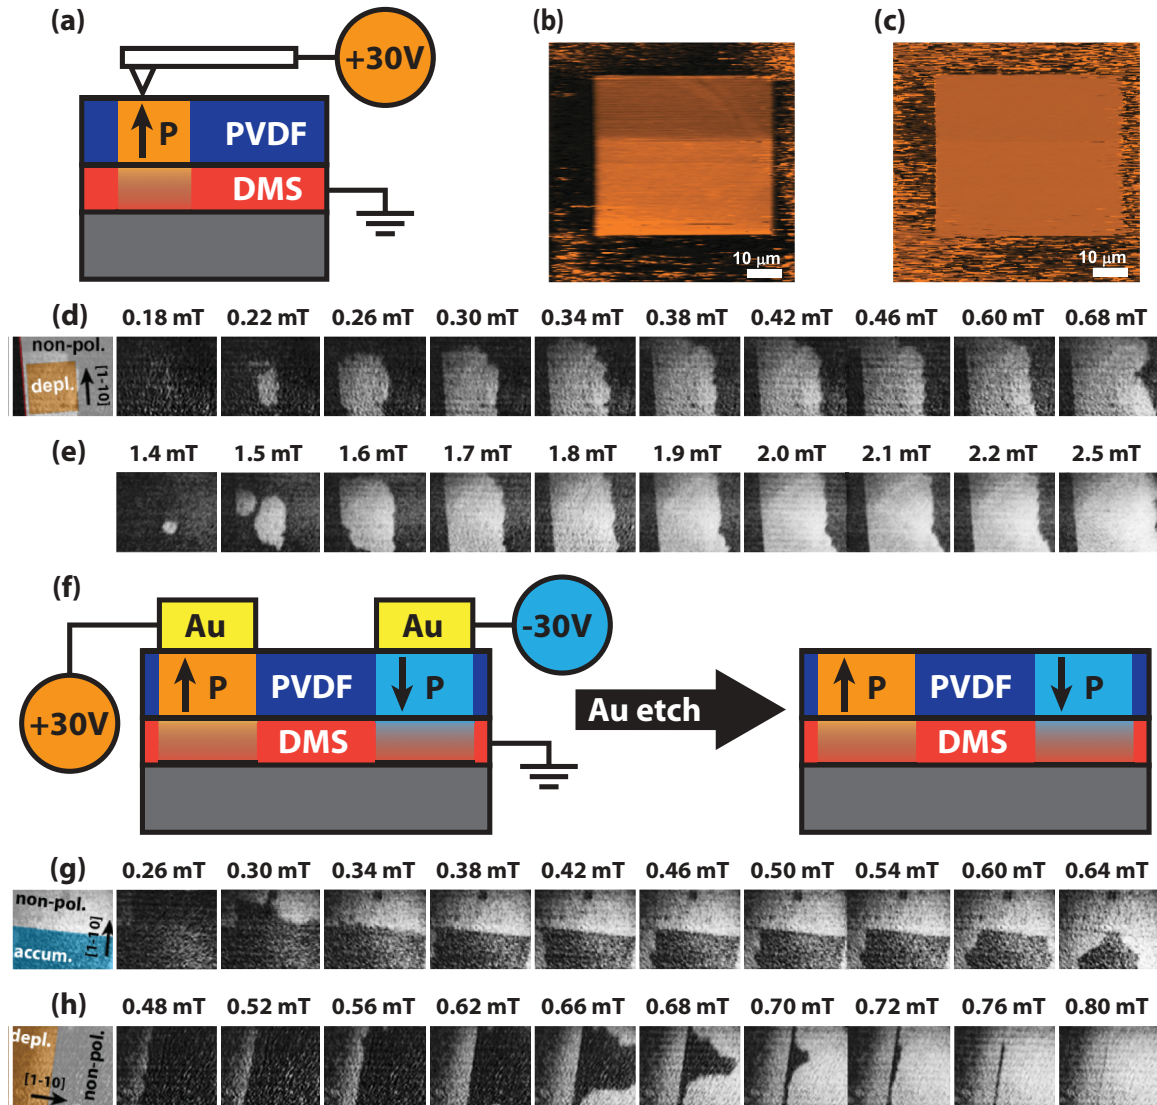 (a)
+30V
P
PVDF
DMS
(b)
10 μm
(c)
10 μm
(d)
0.18 mT 0.22 mT 0.26 mT 0.30 mT 0.34 mT 0.38 mT 0.42 mT 0.46 mT 0.60 mT 0.68 mT
non-pol.
depl.
[1-10]
(e)
1.4 mT 1.5 mT 1.6 mT 1.7 mT 1.8 mT 1.9 mT 2.0 mT 2.1 mT 2.2 mT 2.5 mT
(f)
Au Au -30V
P PVDF P
+30V
DMS
Au etch
P PVDF P
DMS
(g)
0.26 mT 0.30 mT 0.34 mT 0.38 mT 0.42 mT 0.46 mT 0.50 mT 0.54 mT 0.60 mT 0.64 mT
non-pol.
[1-10]
accum.
(h)
0.48 mT 0.52 mT 0.56 mT 0.62 mT 0.66 mT 0.68 mT 0.70 mT 0.72 mT 0.76 mT 0.80 mT
depl.
non-pol.
[1-10]